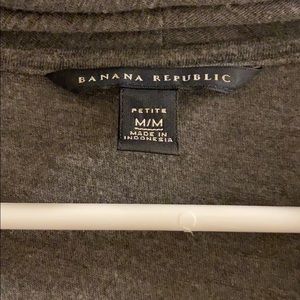 BANANA REPUBLIC
PETITE
M/M
MADE IN
INDONESIA